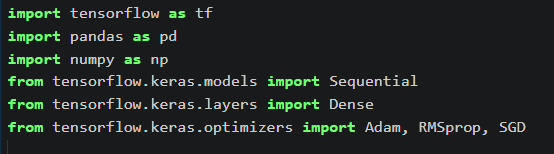 import tensorflow as tf
import pandas as pd
import numpy as np
from tensorflow.keras.models import Sequential
from tensorflow.keras.layers import Dense
from tensorflow.keras.optimizers import Adam, RMSprop, SGD